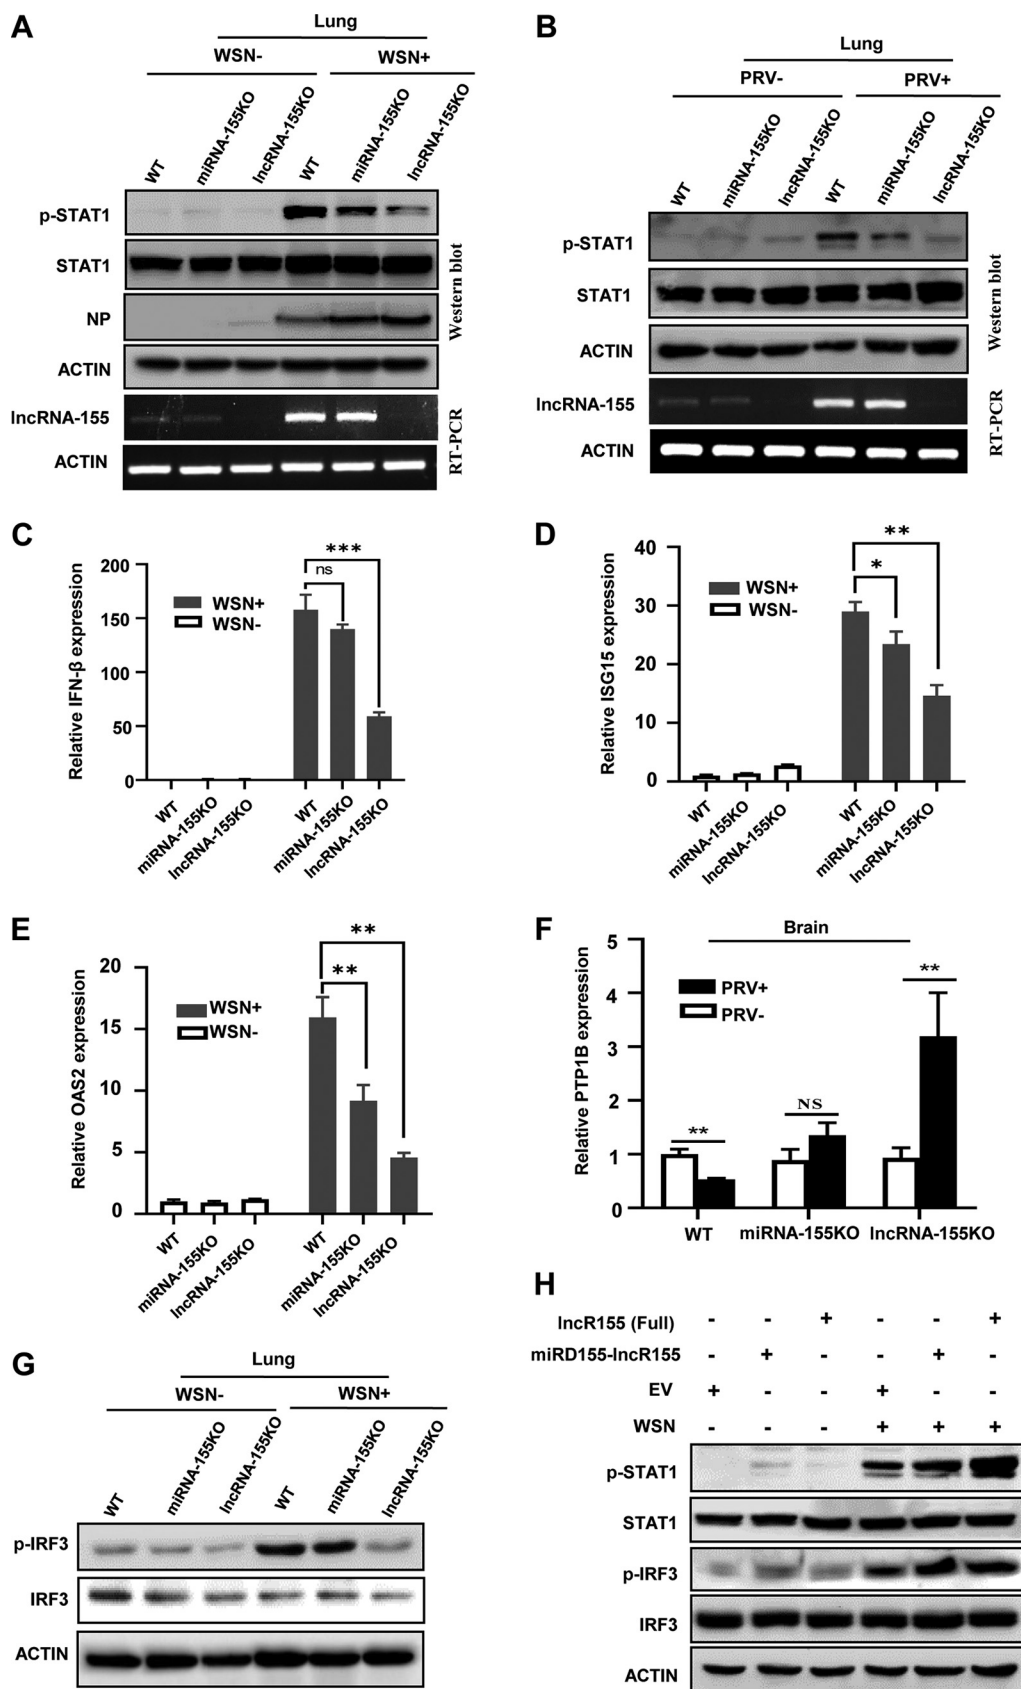 A
Lung
WSN-
WSN+
WT
miRNA-155KO
lncRNA-155KO
WT
miRNA-155KO
lncRNA-155KO
p-STAT1
STAT1
NP
ACTIN
Western blot
lncRNA-155
ACTIN
RT-PCR
B
Lung
PRV-
PRV+
WT
miRNA-155KO
lncRNA-155KO
WT
miRNA-155KO
lncRNA-155KO
p-STAT1
STAT1
ACTIN
Western blot
lncRNA-155
ACTIN
RT-PCR
C
Relative IFN-β expression
200
150
100
50
0
WSN+
WSN-
***
ns
WT
miRNA-155KO
lncRNA-155KO
WT
miRNA-155KO
lncRNA-155KO
D
Relative ISG15 expression
40
30
20
10
0
WSN+
WSN-
**
*
WT
miRNA-155KO
lncRNA-155KO
WT
miRNA-155KO
lncRNA-155KO
E
Relative OAS2 expression
20
15
10
5
0
WSN+
WSN-
**
**
WT
miRNA-155KO
lncRNA-155KO
WT
miRNA-155KO
lncRNA-155KO
F
Brain
Relative PTP1B expression
5
4
3
2
1
0
PRV+
PRV-
**
NS
**
WT
miRNA-155KO
lncRNA-155KO
G
Lung
WSN-
WSN+
WT
miRNA-155KO
lncRNA-155KO
WT
miRNA-155KO
lncRNA-155KO
p-IRF3
IRF3
ACTIN
H
lncR155 (Full) - - + - - +
miRD155-lncR155 - + - - + -
EV + - - + - -
WSN - - - + + +
p-STAT1
STAT1
p-IRF3
IRF3
ACTIN